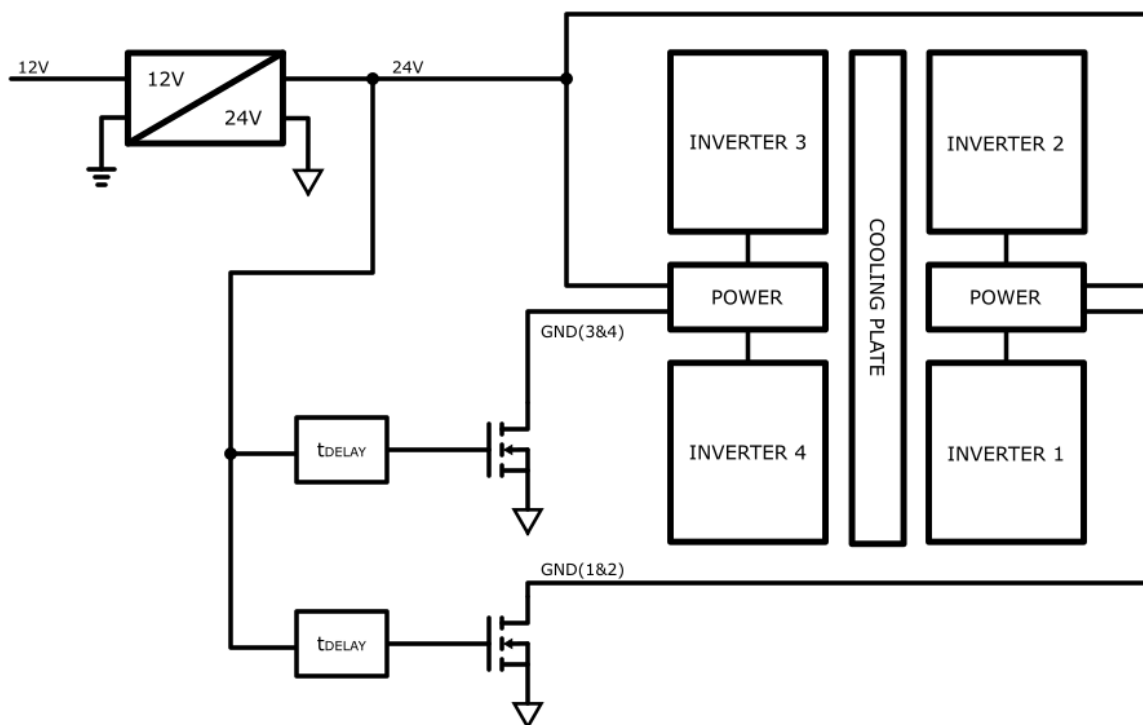 12V
12V
24V
24V
INVERTER 3
INVERTER 2
COOLING PLATE
POWER
POWER
GND(3&4)
INVERTER 4
INVERTER 1
tDELAY
GND(1&2)
tDELAY